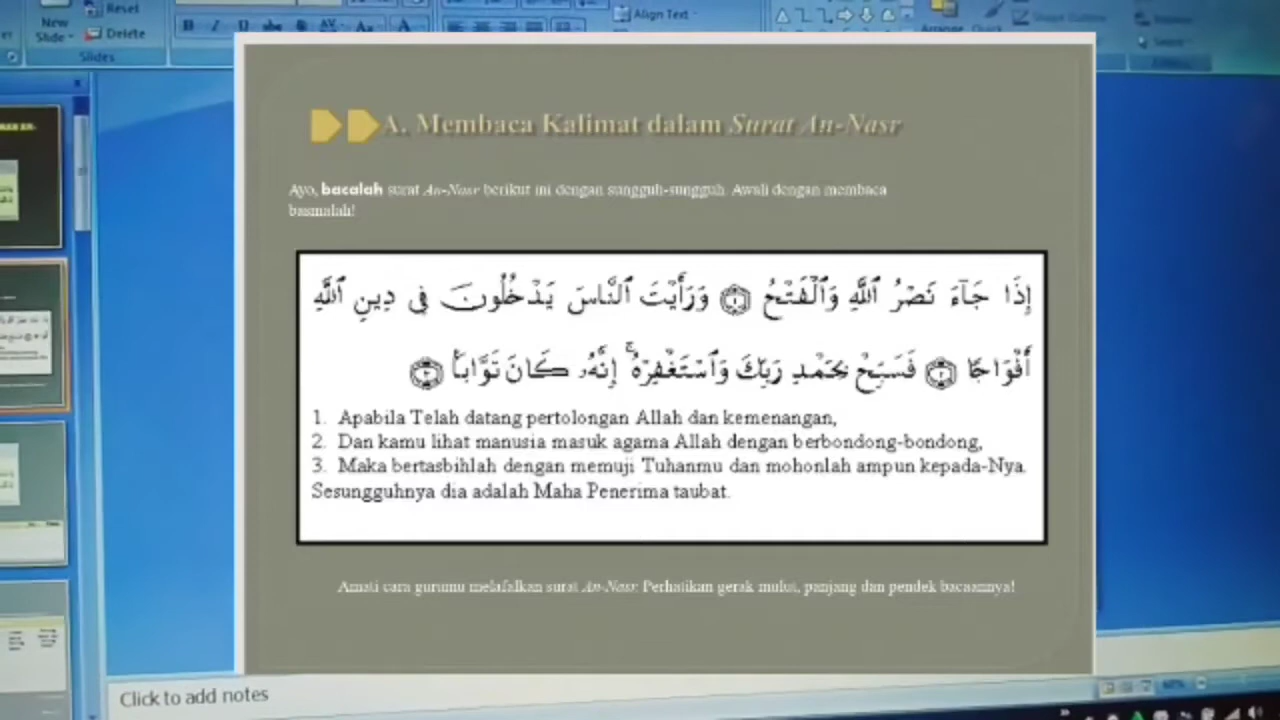 Reset
New
Slide
Delete
Slides
Align Text
A. Membaca Kalimat dalam Surat An-Nasr
Ayo, bacalah surat An-Nasr berikut ini dengan sungguh-sungguh. Awali dengan membaca
basmalah!
إِذَا جَآءَ نَصْرُ ٱللَّهِ وَٱلْفَتْحُ ۝١ وَرَأَيْتَ ٱلنَّاسَ يَدْخُلُونَ فِى دِينِ ٱللَّهِ
أَفْوَاجًا ۝٢ فَسَبِّحْ بِحَمْدِ رَبِّكَ وَٱسْتَغْفِرْهُ ۚ إِنَّهُۥ كَانَ تَوَّابًۢا ۝٣
1. Apabila Telah datang pertolongan Allah dan kemenangan,
2. Dan kamu lihat manusia masuk agama Allah dengan berbondong-bondong,
3. Maka bertasbihlah dengan memuji Tuhanmu dan mohonlah ampun kepada-Nya.
Sesungguhnya dia adalah Maha Penerima taubat.
Amati cara gurumu melafalkan surat An-Nasr. Perhatikan gerak mulut, panjang dan pendek bacaannya!
Click to add notes